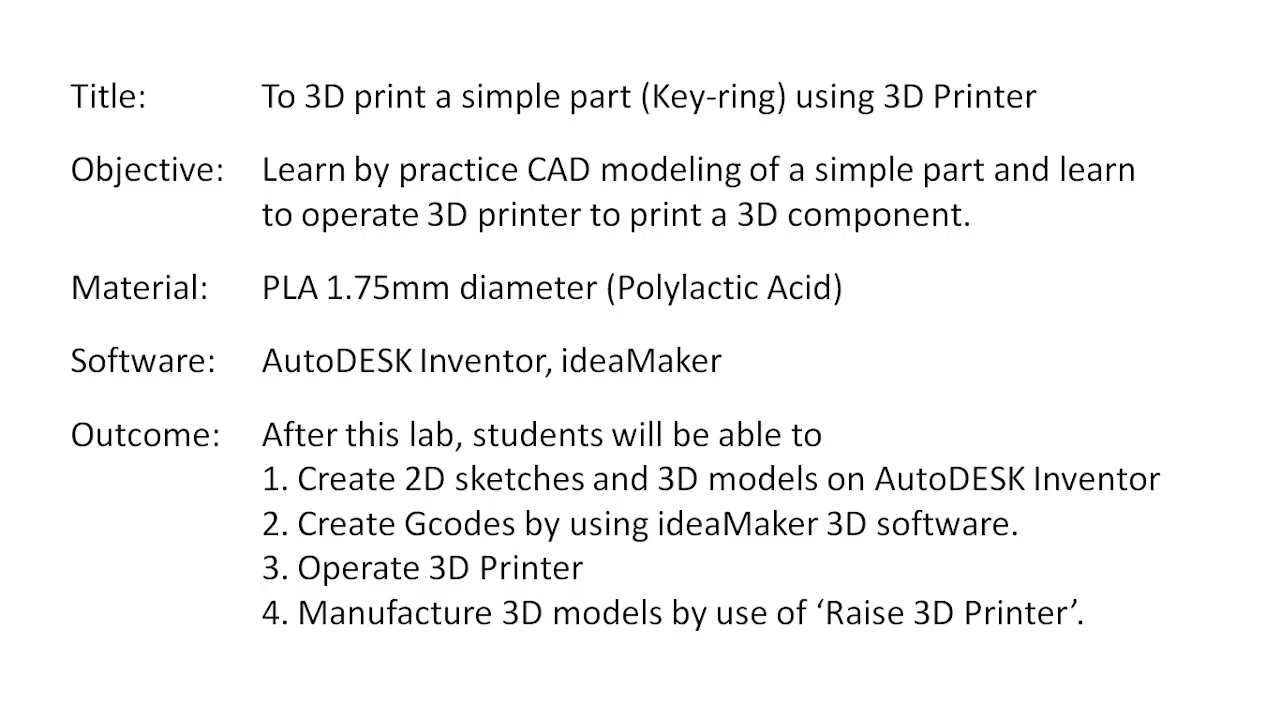 Title: To 3D print a simple part (Key-ring) using 3D Printer
Objective: Learn by practice CAD modeling of a simple part and learn
to operate 3D printer to print a 3D component.
Material: PLA 1.75mm diameter (Polylactic Acid)
Software: AutoDESK Inventor, ideaMaker
Outcome: After this lab, students will be able to
1. Create 2D sketches and 3D models on AutoDESK Inventor
2. Create Gcodes by using ideaMaker 3D software.
3. Operate 3D Printer
4. Manufacture 3D models by use of ‘Raise 3D Printer’.